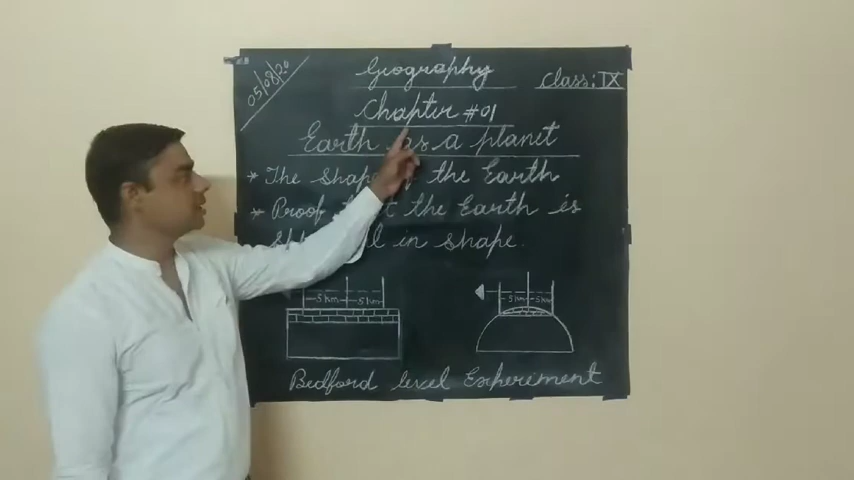 05/08/20
Geography
Class: IX
Chapter #01
Earth as a planet
* The Shape of the Earth
* Proof that the Earth is
in shape.
5 Km 5 Km
5 Km 5 Km
Bedford level Experiment